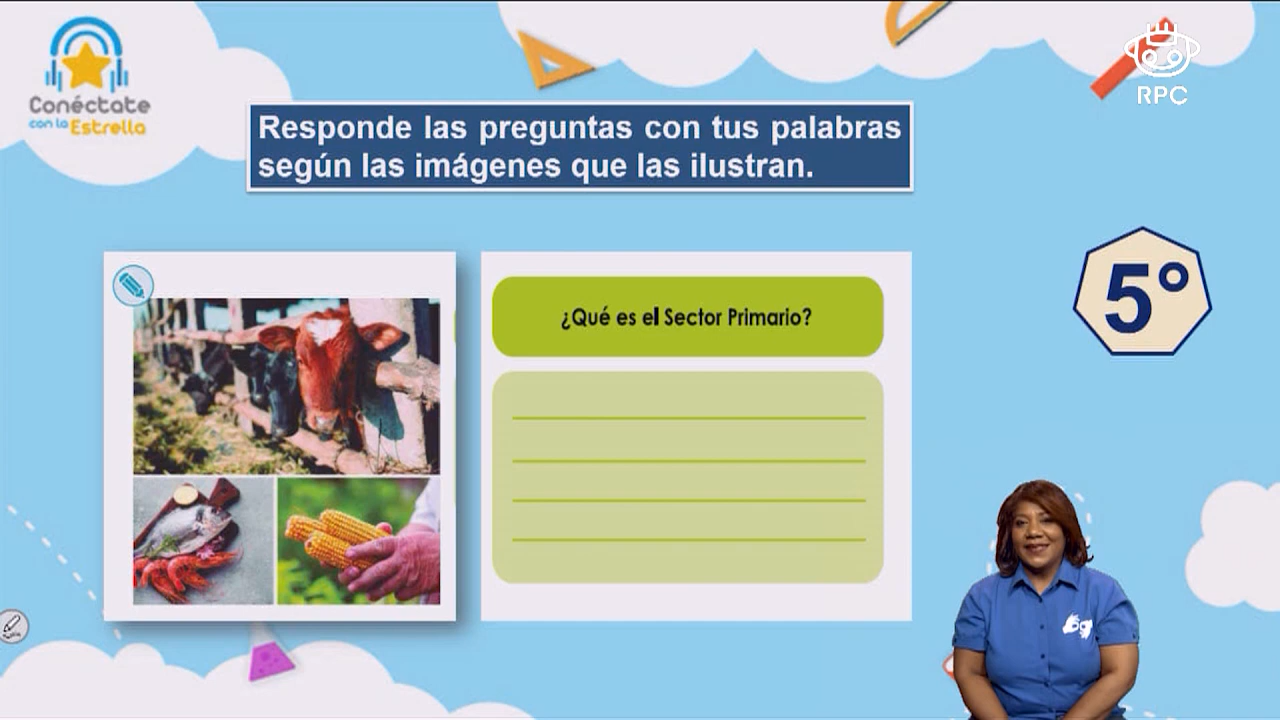 Conéctate
con la Estrella
RPC
Responde las preguntas con tus palabras
según las imágenes que las ilustran.
5°
¿Qué es el Sector Primario?